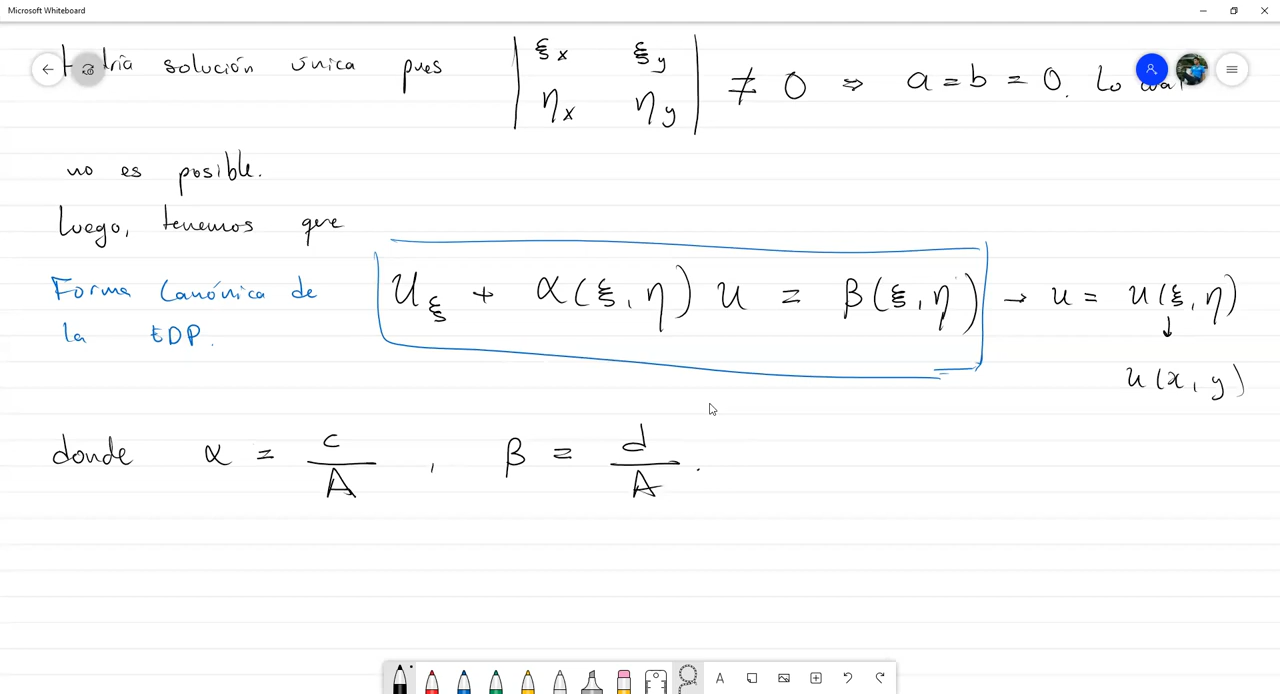 Microsoft Whiteboard
solución única pues | ξx ξy | ≠ 0 ⇒ a = b = 0. Lo cual
| ηx ηy |
no es posible.
Luego, tenemos que
Forma Canónica de Uξ + α(ξ, η) u = β(ξ, η) → u = u(ξ, η)
la EDP. ↓
u(x, y)
donde α = c/A , β = d/A .
A